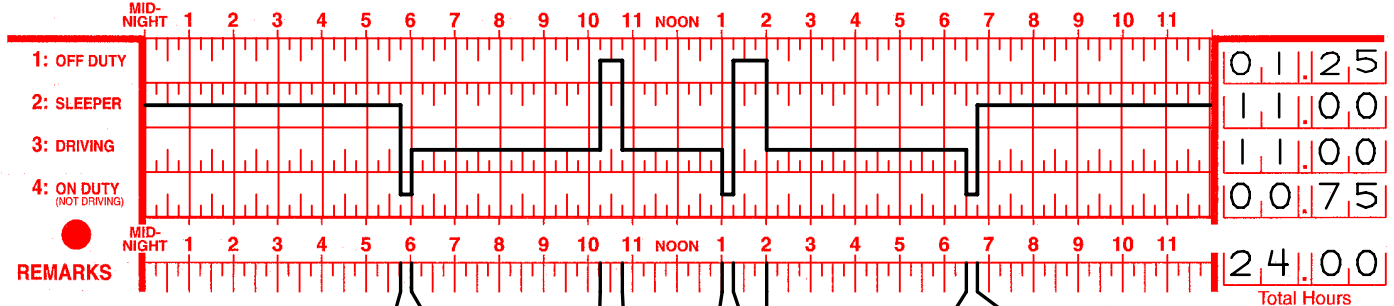 MID-NIGHT 1 2 3 4 5 6 7 8 9 10 11 NOON 1 2 3 4 5 6 7 8 9 10 11
1: OFF DUTY 01.25
2: SLEEPER 11.00
3: DRIVING 11.00
4: ON DUTY 00.75
(NOT DRIVING)
MID-NIGHT 1 2 3 4 5 6 7 8 9 10 11 NOON 1 2 3 4 5 6 7 8 9 10 11
REMARKS 24.00
Total Hours